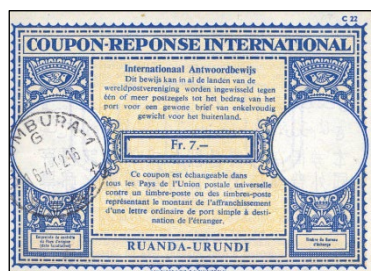 C 22
COUPON-REPONSE INTERNATIONAL
Internationaal Antwoordbewijs
Dit bewijs kan in al de landen van de
wereldpostvereniging worden ingewisseld tegen
één of meer postzegels tot het bedrag van het
port voor een gewone brief van enkelvoudig
gewicht voor het buitenland.
Fr. 7.—
Ce coupon est échangeable dans
tous les Pays de l'Union postale universelle
contre un timbre-poste ou des timbres-poste
représentant le montant de l'affranchissement
d'une lettre ordinaire de port simple à desti-
nation de l'étranger.
MBURA-1
G
RUANDA-URUNDI